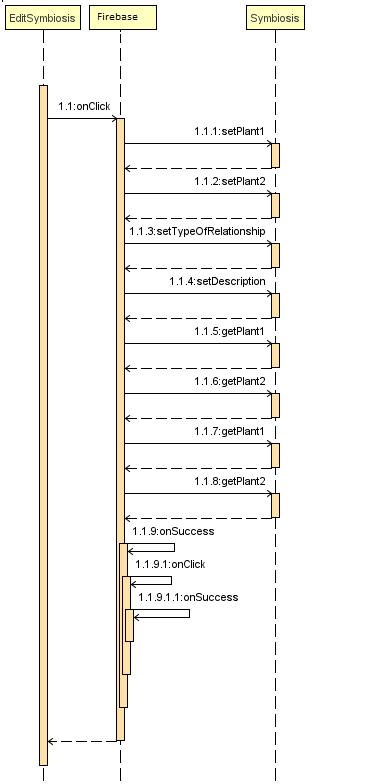 EditSymbiosis
Firebase
Symbiosis
1.1:onClick
1.1.1:setPlant1
1.1.2:setPlant2
1.1.3:setTypeOfRelationship
1.1.4:setDescription
1.1.5:getPlant1
1.1.6:getPlant2
1.1.7:getPlant1
1.1.8:getPlant2
1.1.9:onSuccess
1.1.9.1:onClick
1.1.9.1.1:onSuccess